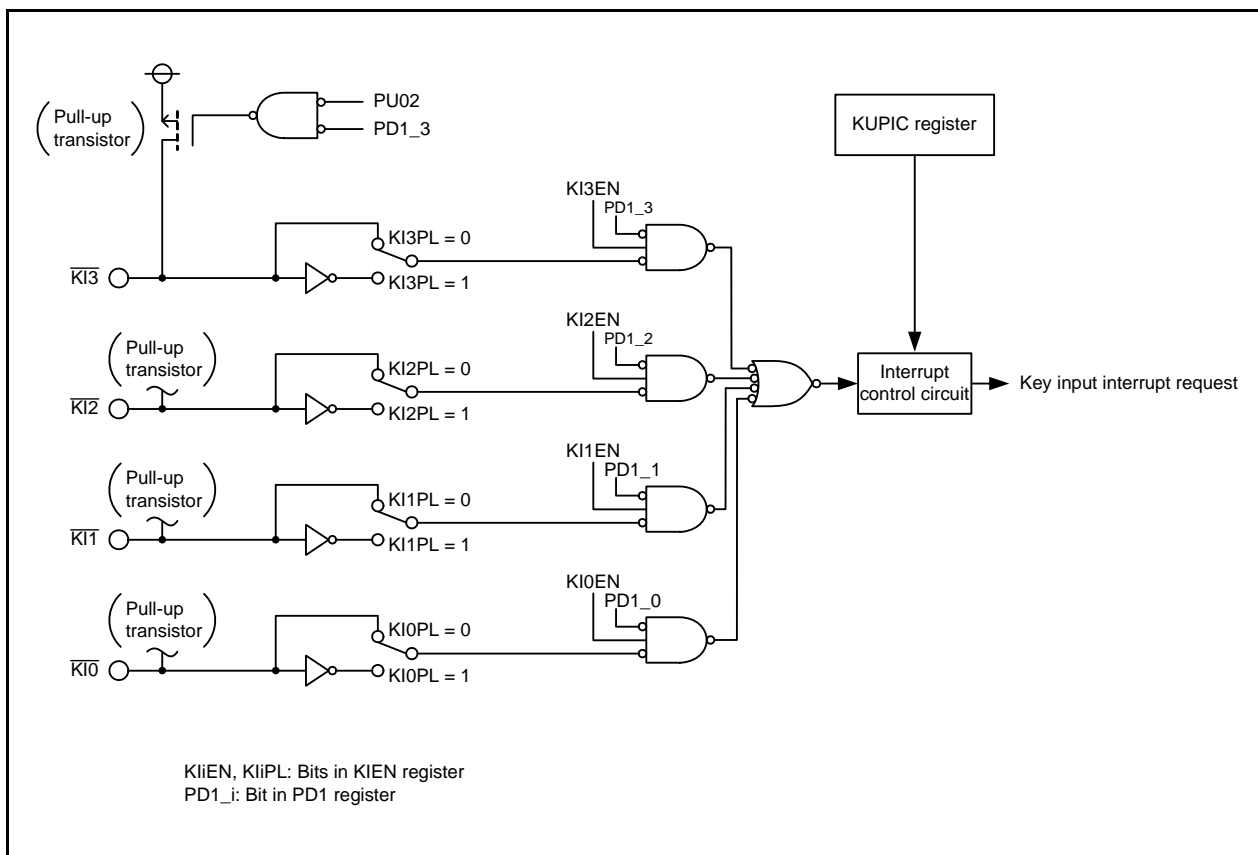 PU02
PD1_3
Pull-up
transistor
KUPIC register
KI3EN
PD1_3
KI3PL = 0
KI3
KI3PL = 1
Pull-up
transistor
KI2EN
PD1_2
KI2PL = 0
KI2
KI2PL = 1
Interrupt
control circuit
Key input interrupt request
Pull-up
transistor
KI1EN
PD1_1
KI1PL = 0
KI1
KI1PL = 1
Pull-up
transistor
KI0EN
PD1_0
KI0PL = 0
KI0
KI0PL = 1
KIiEN, KIiPL: Bits in KIEN register
PD1_i: Bit in PD1 register